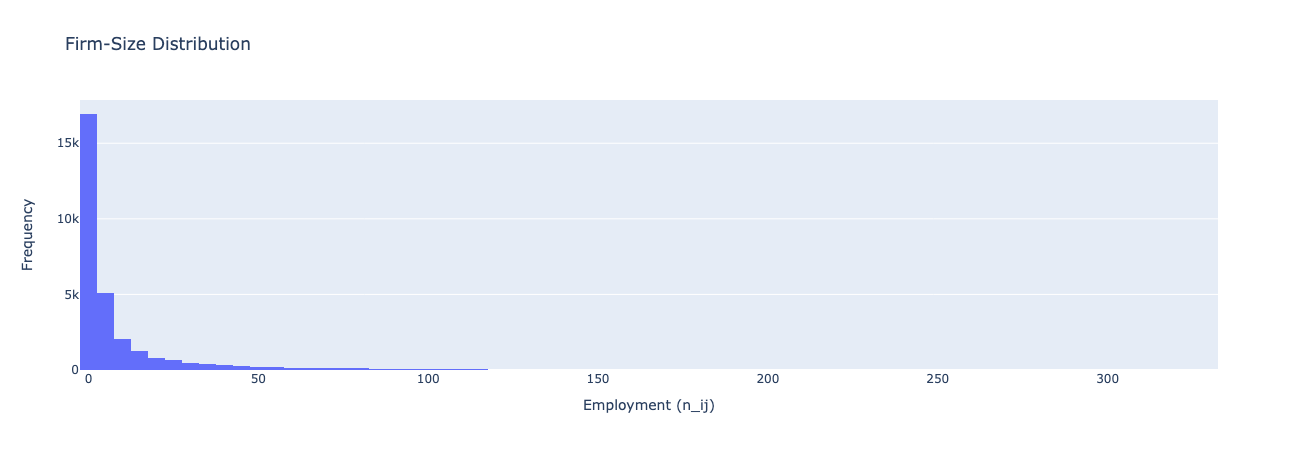 Firm-Size Distribution
Frequency
15k
10k
5k
0
0 50 100 150 200 250 300
Employment (n_ij)